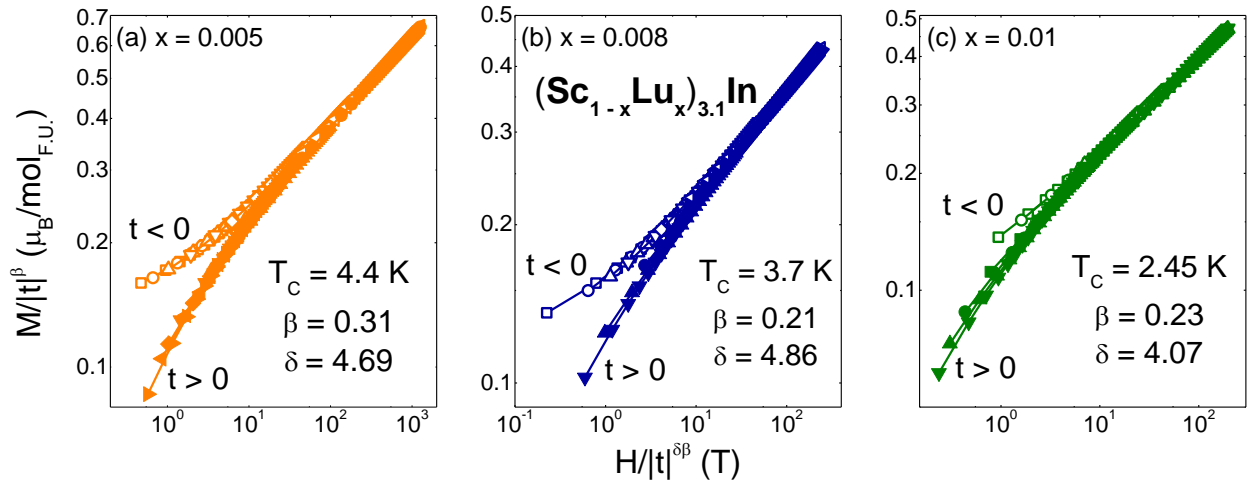 (a) x = 0.005
0.7
0.6
0.5
0.4
0.3
0.2
0.1
M/|t|^β (μ_B/mol_F.U.)
t < 0
t > 0
T_C = 4.4 K
β = 0.31
δ = 4.69
10^0 10^1 10^2 10^3
(b) x = 0.008
0.5
0.4
0.3
0.2
0.1
(Sc_{1 - x}Lu_x)_{3.1}In
t < 0
t > 0
T_C = 3.7 K
β = 0.21
δ = 4.86
10^-1 10^0 10^1 10^2
H/|t|^δβ (T)
(c) x = 0.01
0.5
0.4
0.3
0.2
0.1
t < 0
t > 0
T_C = 2.45 K
β = 0.23
δ = 4.07
10^0 10^1 10^2